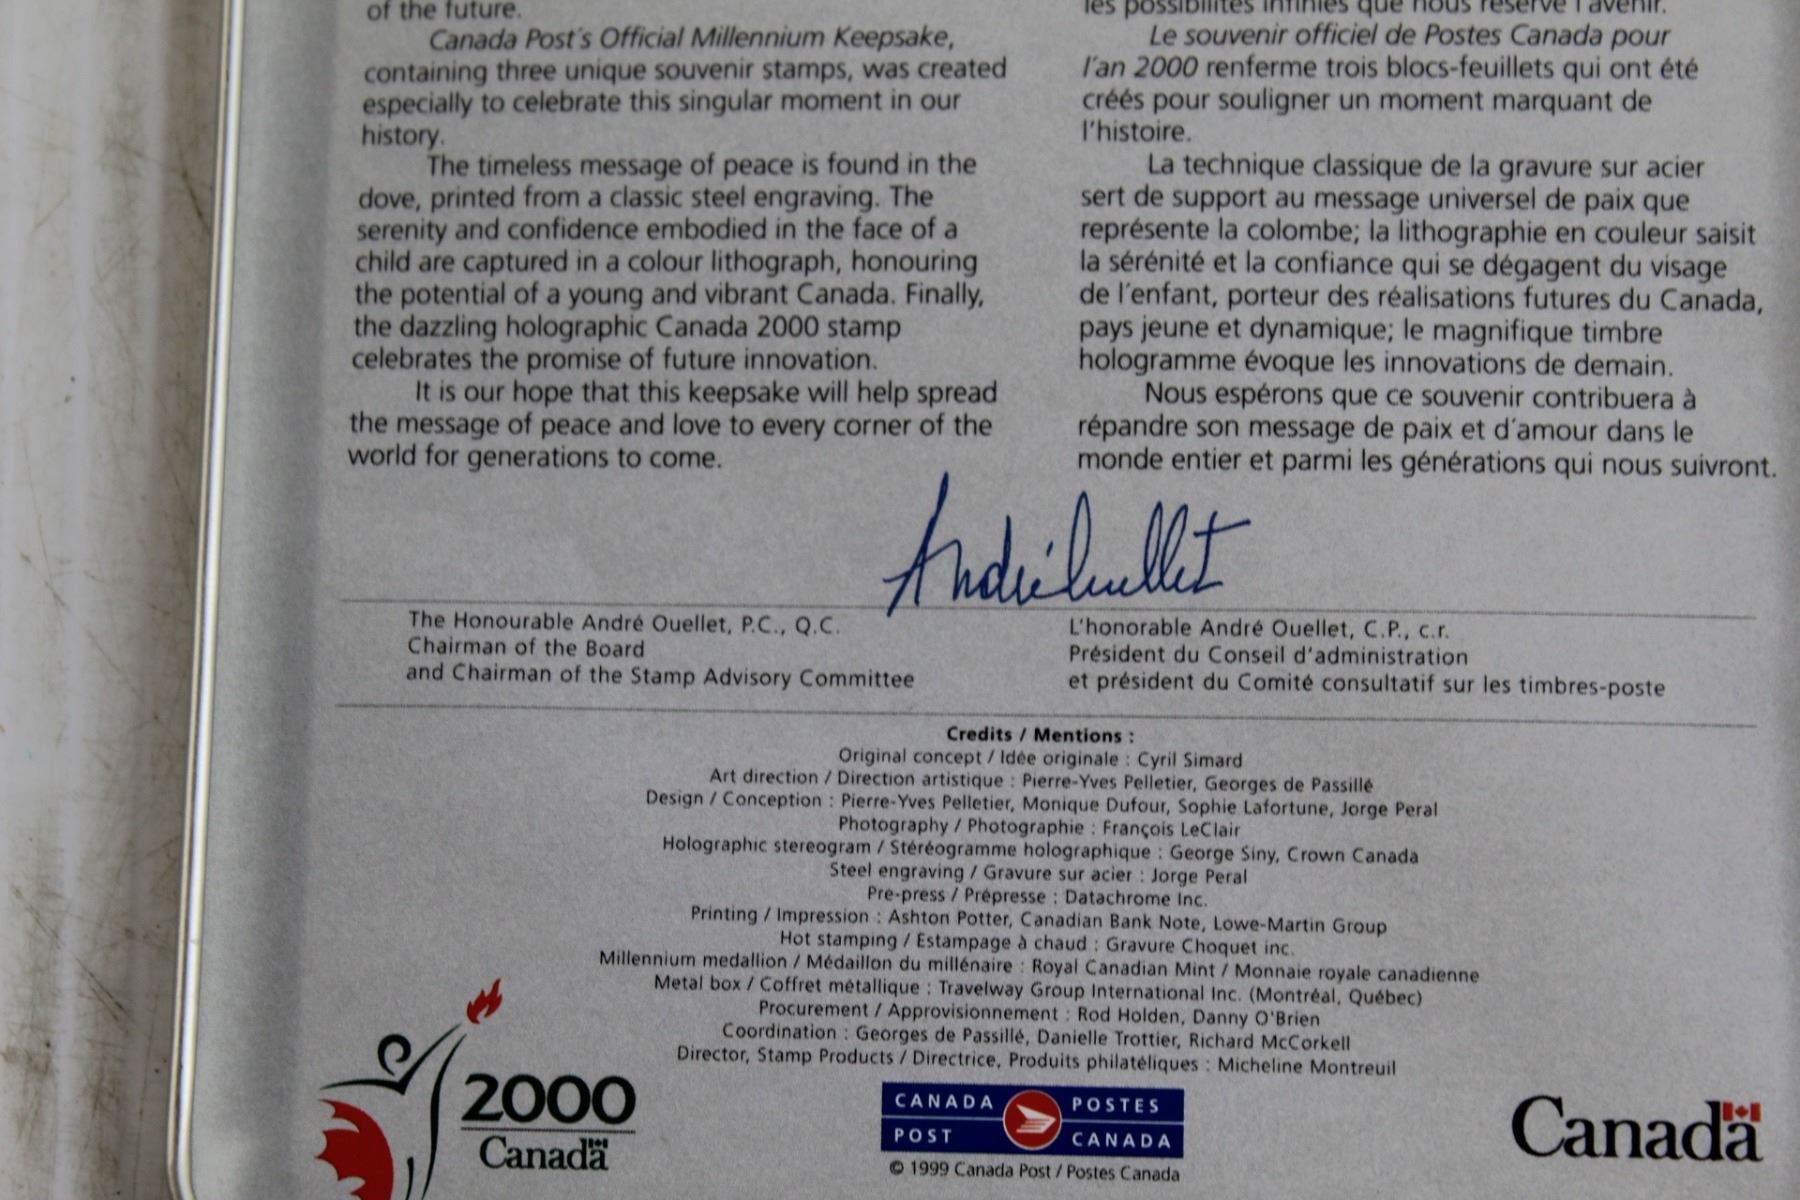 of the future.
Canada Post's Official Millennium Keepsake,
containing three unique souvenir stamps, was created
especially to celebrate this singular moment in our
history.
The timeless message of peace is found in the
dove, printed from a classic steel engraving. The
serenity and confidence embodied in the face of a
child are captured in a colour lithograph, honouring
the potential of a young and vibrant Canada. Finally,
the dazzling holographic Canada 2000 stamp
celebrates the promise of future innovation.
It is our hope that this keepsake will help spread
the message of peace and love to every corner of the
world for generations to come.
les possibilités infinies que nous réserve l'avenir.
Le souvenir officiel de Postes Canada pour
l'an 2000 renferme trois blocs-feuillets qui ont été
créés pour souligner un moment marquant de
l'histoire.
La technique classique de la gravure sur acier
sert de support au message universel de paix que
représente la colombe; la lithographie en couleur saisit
la sérénité et la confiance qui se dégagent du visage
de l'enfant, porteur des réalisations futures du Canada,
pays jeune et dynamique; le magnifique timbre
hologramme évoque les innovations de demain.
Nous espérons que ce souvenir contribuera à
répandre son message de paix et d'amour dans le
monde entier et parmi les générations qui nous suivront.
André Ouellet
The Honourable André Ouellet, P.C., Q.C.
Chairman of the Board
and Chairman of the Stamp Advisory Committee
L'honorable André Ouellet, C.P., c.r.
Président du Conseil d'administration
et président du Comité consultatif sur les timbres-poste
Credits / Mentions :
Original concept / Idée originale : Cyril Simard
Art direction / Direction artistique : Pierre-Yves Pelletier, Georges de Passillé
Design / Conception : Pierre-Yves Pelletier, Monique Dufour, Sophie Lafortune, Jorge Peral
Photography / Photographie : François LeClair
Holographic stereogram / Stéréogramme holographique : George Siny, Crown Canada
Steel engraving / Gravure sur acier : Jorge Peral
Pre-press / Prépresse : Datachrome Inc.
Printing / Impression : Ashton Potter, Canadian Bank Note, Lowe-Martin Group
Hot stamping / Estampage à chaud : Gravure Choquet inc.
Millennium medallion / Médaillon du millénaire : Royal Canadian Mint / Monnaie royale canadienne
Metal box / Coffret métallique : Travelway Group International Inc. (Montréal, Québec)
Procurement / Approvisionnement : Rod Holden, Danny O'Brien
Coordination : Georges de Passillé, Danielle Trottier, Richard McCorkell
Director, Stamp Products / Directrice, Produits philatéliques : Micheline Montreuil
2000
Canada
CANADA POSTES
POST CANADA
© 1999 Canada Post / Postes Canada
Canada